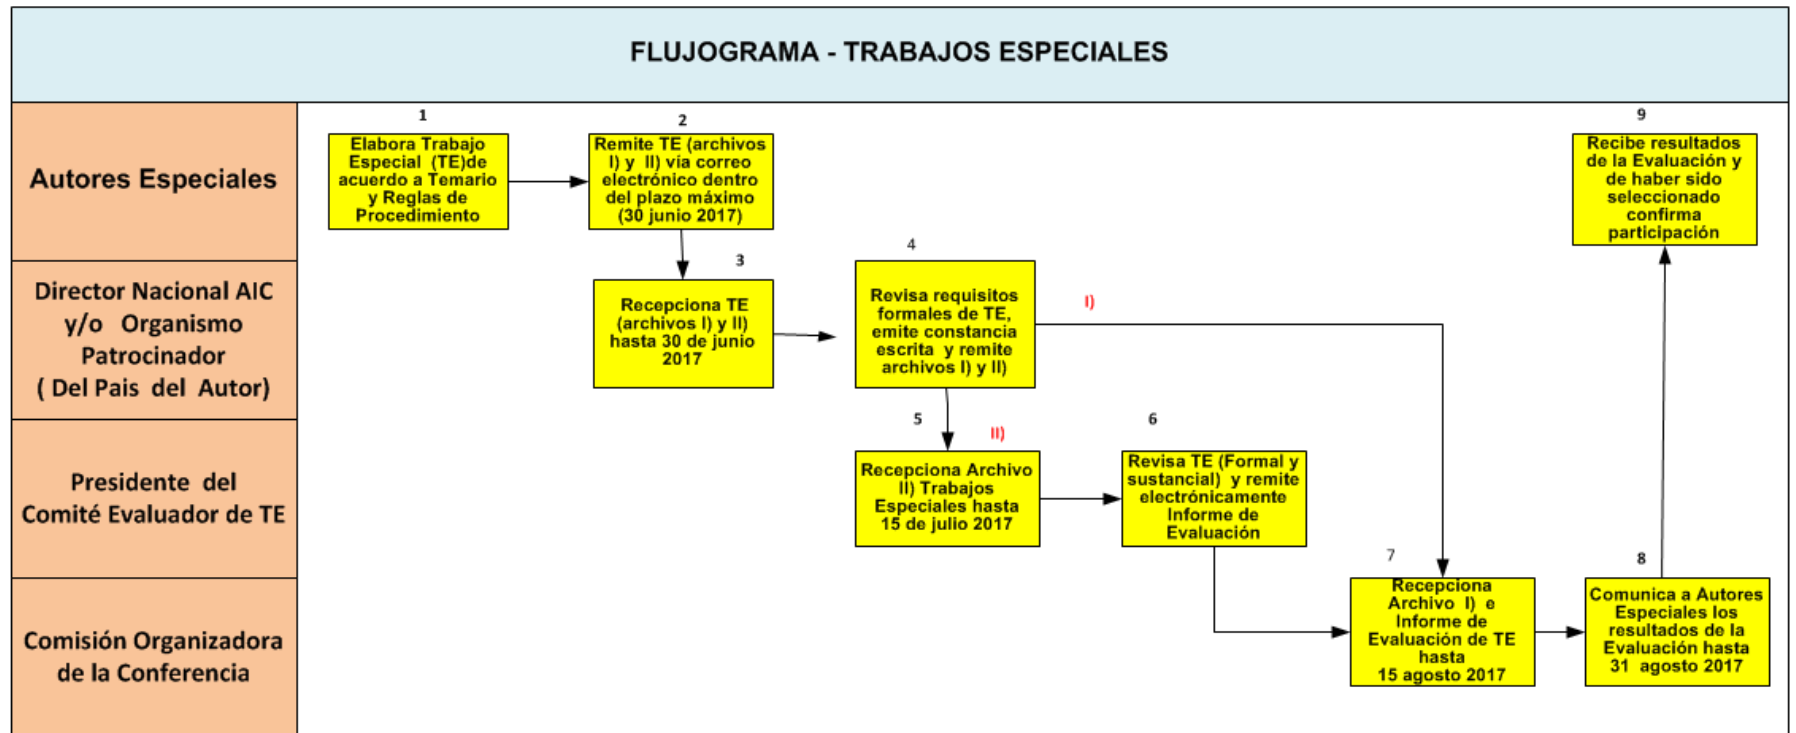 FLUJOGRAMA - TRABAJOS ESPECIALES
Autores Especiales
1
Elabora Trabajo
Especial (TE)de
acuerdo a Temario
y Reglas de
Procedimiento
2
Remite TE (archivos
I) y II) vía correo
electrónico dentro
del plazo máximo
(30 junio 2017)
9
Recibe resultados
de la Evaluación y
de haber sido
seleccionado
confirma
participación
Director Nacional AIC
y/o Organismo
Patrocinador
( Del Pais del Autor)
3
Recepciona TE
(archivos I) y II)
hasta 30 de junio
2017
4
Revisa requisitos
formales de TE,
emite constancia
escrita y remite
archivos I) y II)
I)
Presidente del
Comité Evaluador de TE
5
II)
Recepciona Archivo
II) Trabajos
Especiales hasta
15 de julio 2017
6
Revisa TE (Formal y
sustancial) y remite
electrónicamente
Informe de
Evaluación
Comisión Organizadora
de la Conferencia
7
Recepciona
Archivo I) e
Informe de
Evaluación de TE
hasta
15 agosto 2017
8
Comunica a Autores
Especiales los
resultados de la
Evaluación hasta
31 agosto 2017